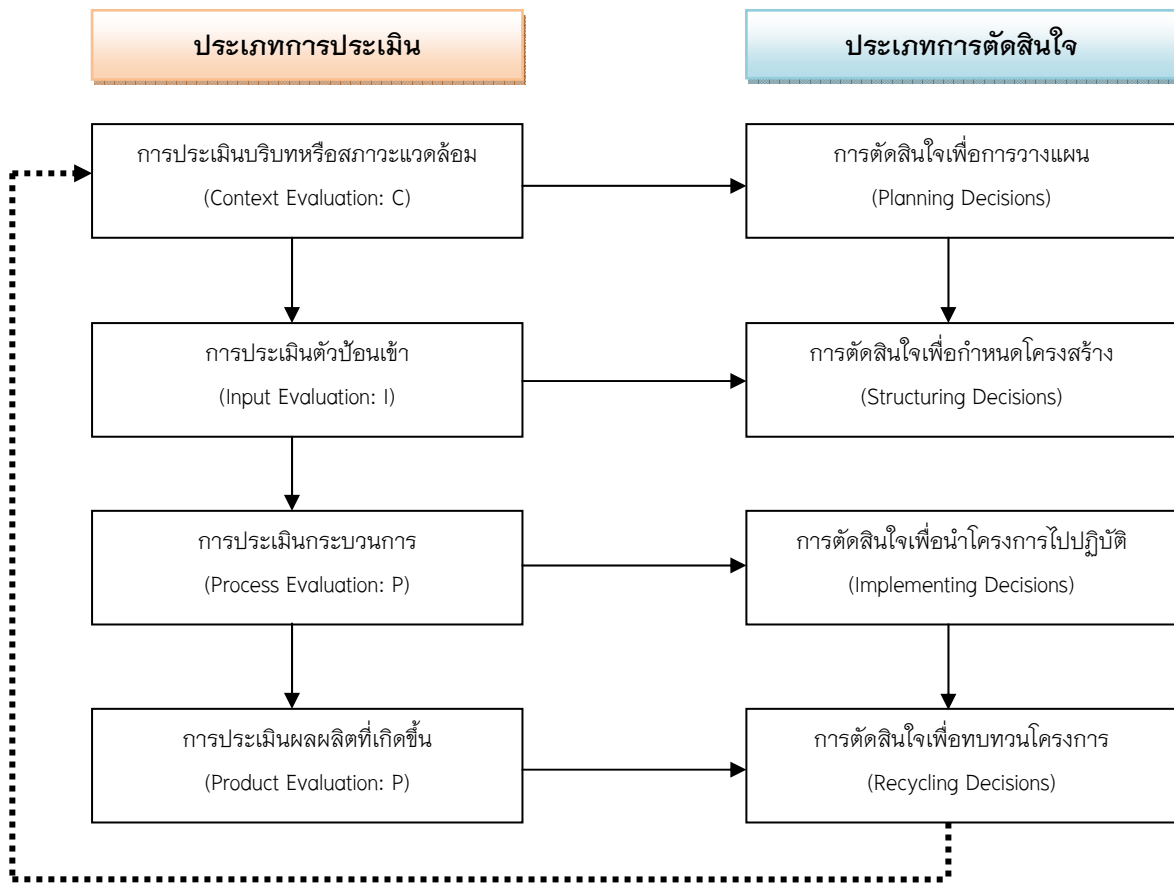 ประเภทการประเมิน
ประเภทการตัดสินใจ
การประเมินบริบทหรือสภาวะแวดล้อม
(Context Evaluation: C)
การตัดสินใจเพื่อการวางแผน
(Planning Decisions)
การประเมินตัวป้อนเข้า
(Input Evaluation: I)
การตัดสินใจเพื่อกำหนดโครงสร้าง
(Structuring Decisions)
การประเมินกระบวนการ
(Process Evaluation: P)
การตัดสินใจเพื่อนำโครงการไปปฏิบัติ
(Implementing Decisions)
การประเมินผลผลิตที่เกิดขึ้น
(Product Evaluation: P)
การตัดสินใจเพื่อทบทวนโครงการ
(Recycling Decisions)